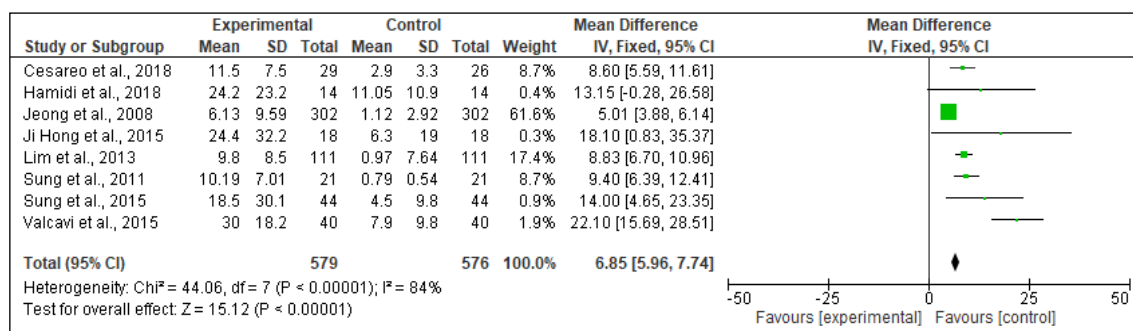 Experimental Control Mean Difference Mean Difference
Study or Subgroup Mean SD Total Mean SD Total Weight IV, Fixed, 95% CI IV, Fixed, 95% CI
Cesareo et al., 2018 11.5 7.5 29 2.9 3.3 26 8.7% 8.60 [5.59, 11.61]
Hamidi et al., 2018 24.2 23.2 14 11.05 10.9 14 0.4% 13.15 [-0.28, 26.58]
Jeong et al., 2008 6.13 9.59 302 1.12 2.92 302 61.6% 5.01 [3.88, 6.14]
Ji Hong et al., 2015 24.4 32.2 18 6.3 19 18 0.3% 18.10 [0.83, 35.37]
Lim et al., 2013 9.8 8.5 111 0.97 7.64 111 17.4% 8.83 [6.70, 10.96]
Sung et al., 2011 10.19 7.01 21 0.79 0.54 21 8.7% 9.40 [6.39, 12.41]
Sung et al., 2015 18.5 30.1 44 4.5 9.8 44 0.9% 14.00 [4.65, 23.35]
Valcavi et al., 2015 30 18.2 40 7.9 9.8 40 1.9% 22.10 [15.69, 28.51]
Total (95% CI) 579 576 100.0% 6.85 [5.96, 7.74]
Heterogeneity: Chi² = 44.06, df = 7 (P < 0.00001); I² = 84%
Test for overall effect: Z = 15.12 (P < 0.00001)
-50 -25 0 25 50
Favours [experimental] Favours [control]